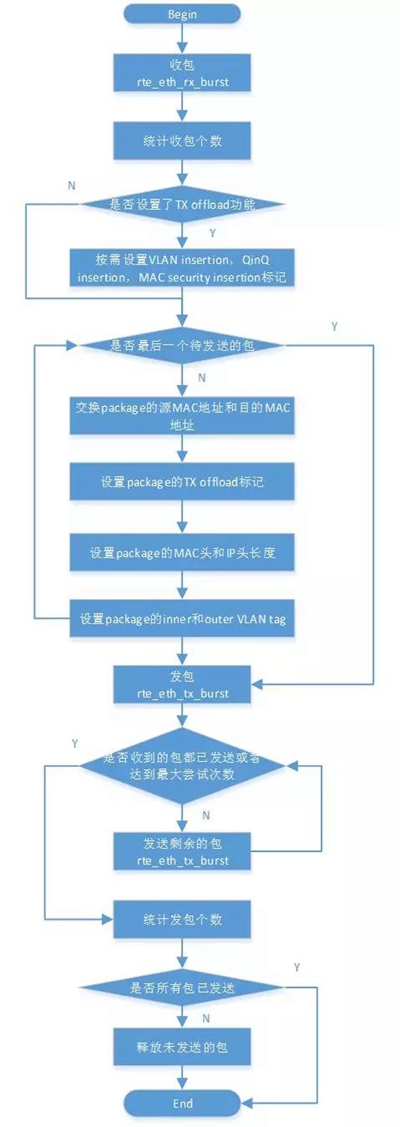 Begin
收包
rte_eth_rx_burst
统计收包个数
N
是否设置了TX offload功能
Y
按需设置VLAN insertion，QinQ
insertion，MAC security insertion标记
是否最后一个待发送的包
Y
N
交换package的源MAC地址和目的MAC
地址
设置package的TX offload标记
设置package的MAC头和IP头长度
设置package的inner和outer VLAN tag
发包
rte_eth_tx_burst
Y
是否收到的包都已发送或者
达到最大尝试次数
N
发送剩余的包
rte_eth_tx_burst
统计发包个数
Y
是否所有包已发送
N
释放未发送的包
End